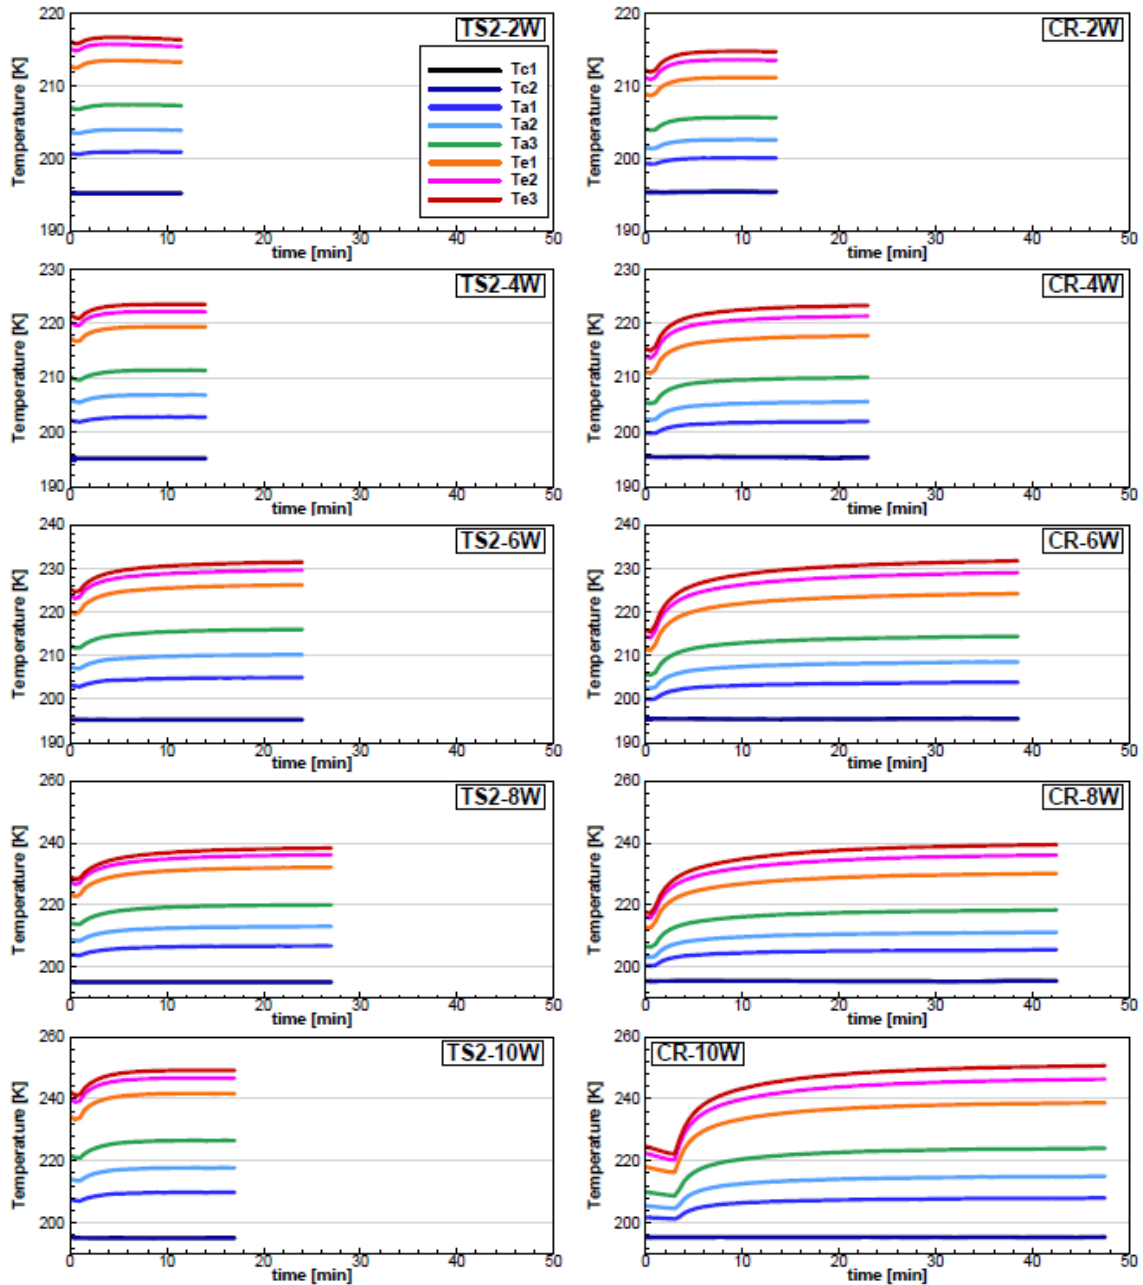 TS2-2W
220
210
200
190
Temperature [K]
0 10 20 30 40 50
time [min]
Tc1
Tc2
Ta1
Ta2
Ta3
Te1
Te2
Te3
CR-2W
220
210
200
190
Temperature [K]
0 10 20 30 40 50
time [min]
TS2-4W
230
220
210
200
190
Temperature [K]
0 10 20 30 40 50
time [min]
CR-4W
230
220
210
200
190
Temperature [K]
0 10 20 30 40 50
time [min]
TS2-6W
240
230
220
210
200
190
Temperature [K]
0 10 20 30 40 50
time [min]
CR-6W
240
230
220
210
200
190
Temperature [K]
0 10 20 30 40 50
time [min]
TS2-8W
260
240
220
200
Temperature [K]
0 10 20 30 40 50
time [min]
CR-8W
260
240
220
200
Temperature [K]
0 10 20 30 40 50
time [min]
TS2-10W
260
240
220
200
Temperature [K]
0 10 20 30 40 50
time [min]
CR-10W
260
240
220
200
Temperature [K]
0 10 20 30 40 50
time [min]